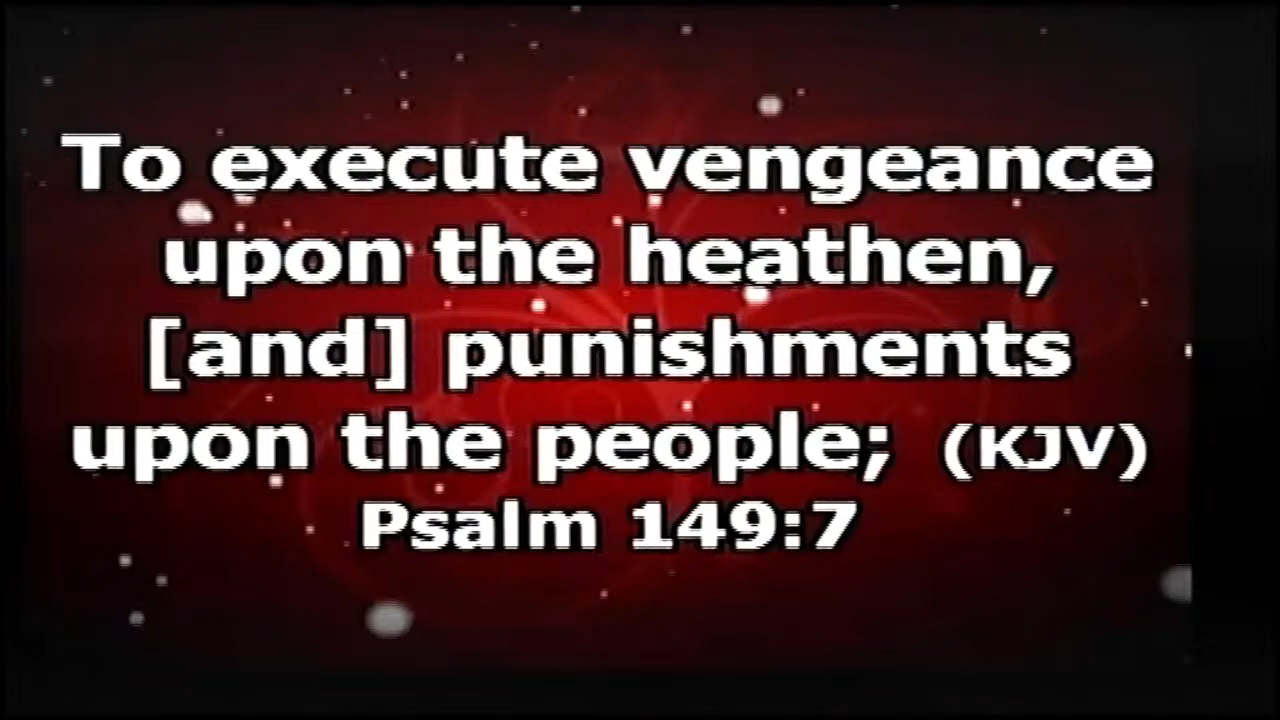 To execute vengeance
upon the heathen,
[and] punishments
upon the people; (KJV)
Psalm 149:7